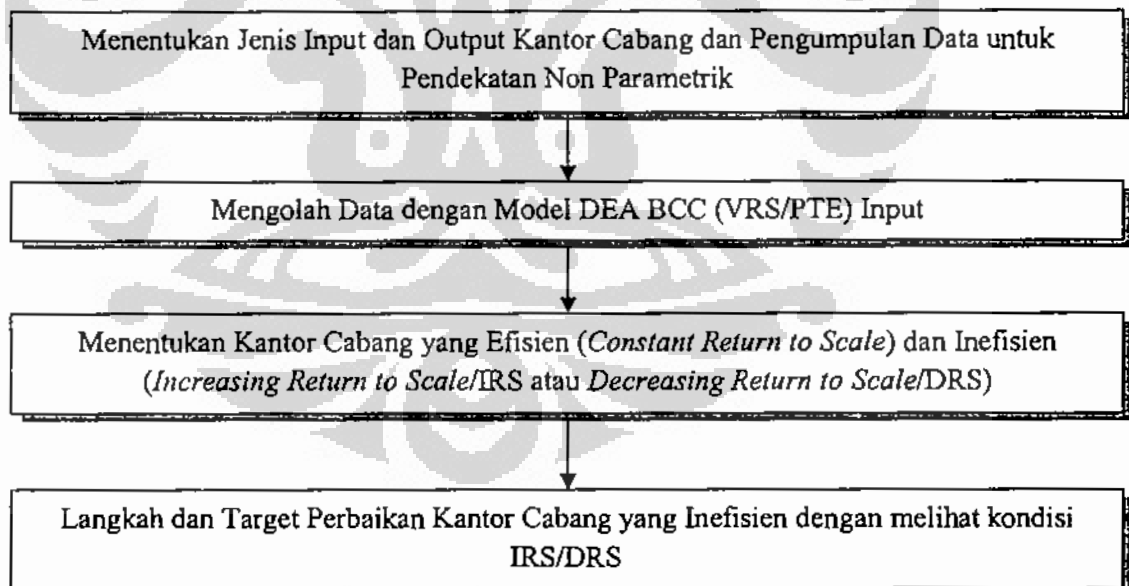 Menentukan Jenis Input dan Output Kantor Cabang dan Pengumpulan Data untuk
Pendekatan Non Parametrik
Mengolah Data dengan Model DEA BCC (VRS/PTE) Input
Menentukan Kantor Cabang yang Efisien (Constant Return to Scale) dan Inefisien
(Increasing Return to Scale/IRS atau Decreasing Return to Scale/DRS)
Langkah dan Target Perbaikan Kantor Cabang yang Inefisien dengan melihat kondisi
IRS/DRS